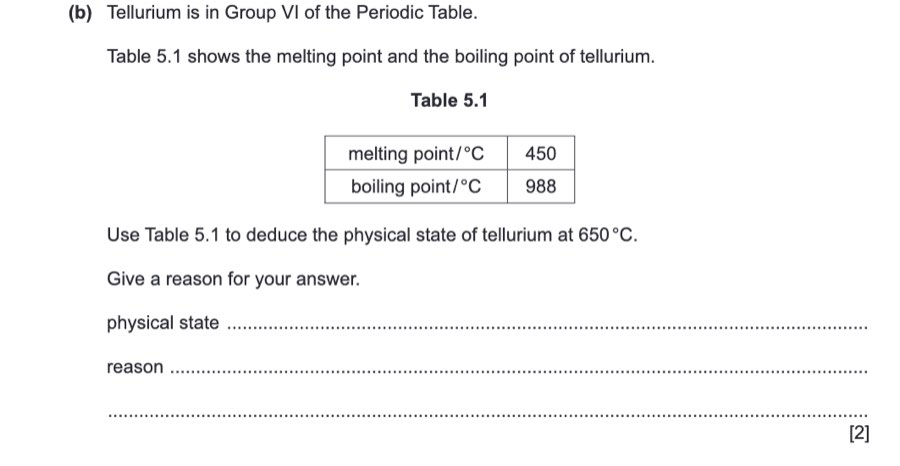 (b) Tellurium is in Group VI of the Periodic Table.
Table 5.1 shows the melting point and the boiling point of tellurium.
Table 5.1
melting point/°C 450
boiling point/°C 988
Use Table 5.1 to deduce the physical state of tellurium at 650 °C.
Give a reason for your answer.
physical state
reason
[2]